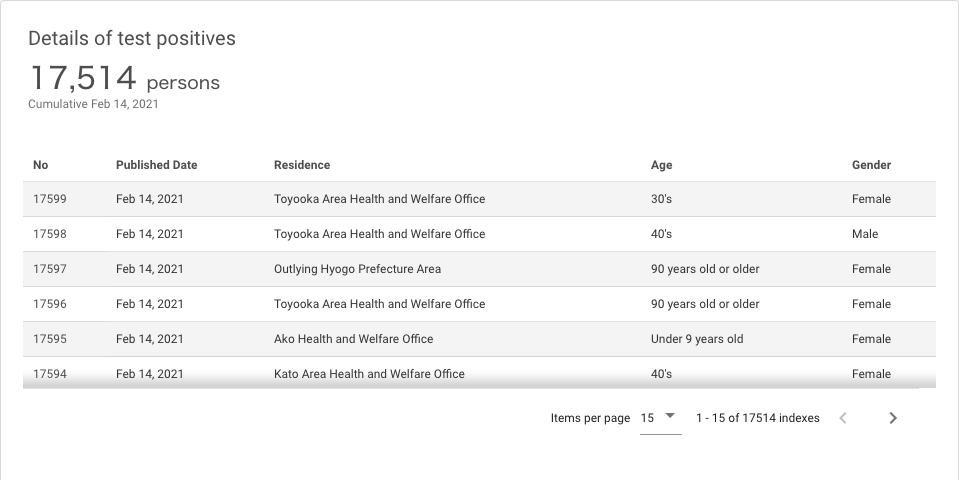 Details of test positives
17,514 persons
Cumulative Feb 14, 2021
No Published Date Residence Age Gender
17599 Feb 14, 2021 Toyooka Area Health and Welfare Office 30's Female
17598 Feb 14, 2021 Toyooka Area Health and Welfare Office 40's Male
17597 Feb 14, 2021 Outlying Hyogo Prefecture Area 90 years old or older Female
17596 Feb 14, 2021 Toyooka Area Health and Welfare Office 90 years old or older Female
17595 Feb 14, 2021 Ako Health and Welfare Office Under 9 years old Female
17594 Feb 14, 2021 Kato Area Health and Welfare Office 40's Female
Items per page 15 1 - 15 of 17514 indexes